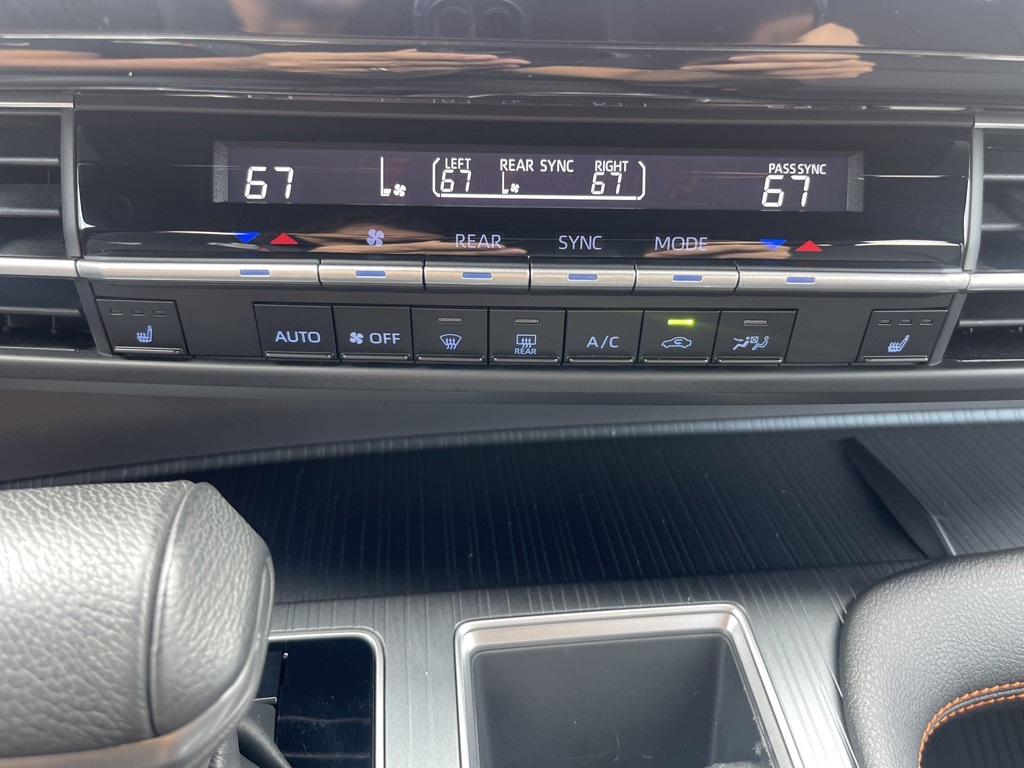 LEFT REAR SYNC RIGHT PASS SYNC
67 67 67 67
REAR SYNC MODE
AUTO OFF REAR A/C